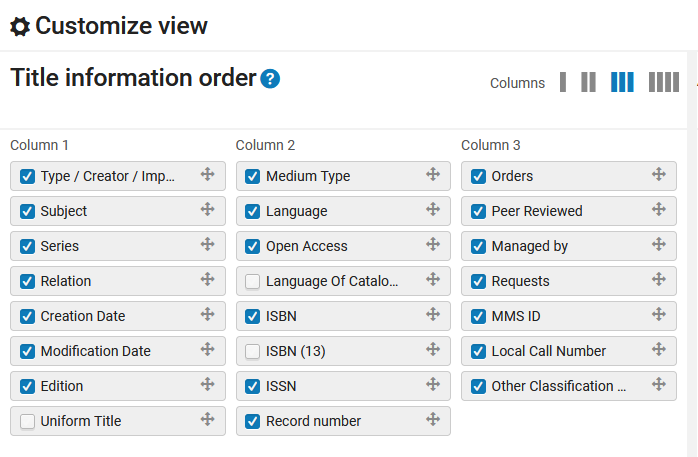 Customize view
Title information order ?
Columns
Column 1
Type / Creator / Imp...
Subject
Series
Relation
Creation Date
Modification Date
Edition
Uniform Title
Column 2
Medium Type
Language
Open Access
Language Of Catalo...
ISBN
ISBN (13)
ISSN
Record number
Column 3
Orders
Peer Reviewed
Managed by
Requests
MMS ID
Local Call Number
Other Classification ...